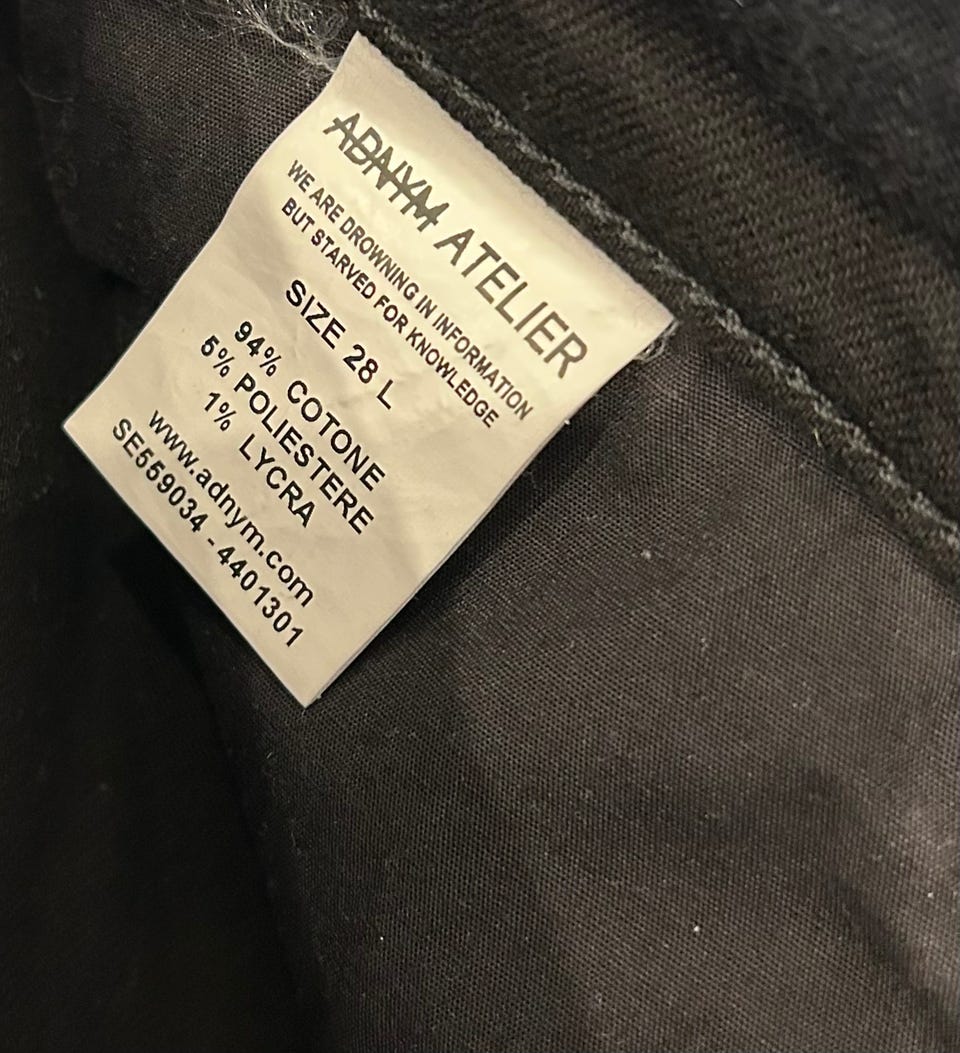 ADNYM ATELIER
WE ARE DROWNING IN INFORMATION
BUT STARVED FOR KNOWLEDGE
SIZE 28 L
94% COTONE
5% POLIESTERE
1% LYCRA
www.adnym.com
SE559034 - 4401301